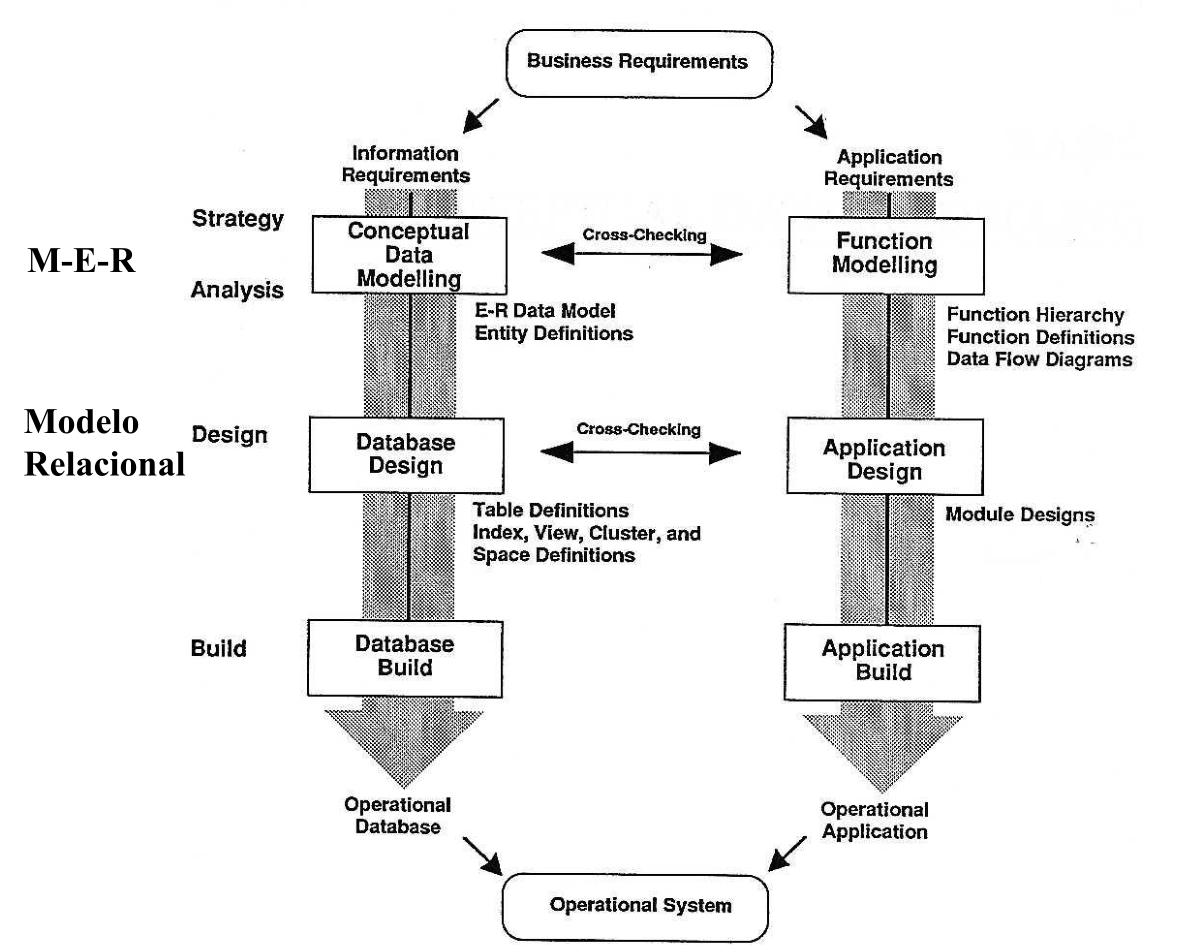 Business Requirements
Information
Requirements
Application
Requirements
Strategy
M-E-R
Analysis
Conceptual
Data
Modelling
Cross-Checking
Function
Modelling
E-R Data Model
Entity Definitions
Function Hierarchy
Function Definitions
Data Flow Diagrams
Modelo
Relacional
Design
Database
Design
Cross-Checking
Application
Design
Table Definitions
Index, View, Cluster, and
Space Definitions
Module Designs
Build
Database
Build
Application
Build
Operational
Database
Operational
Application
Operational System